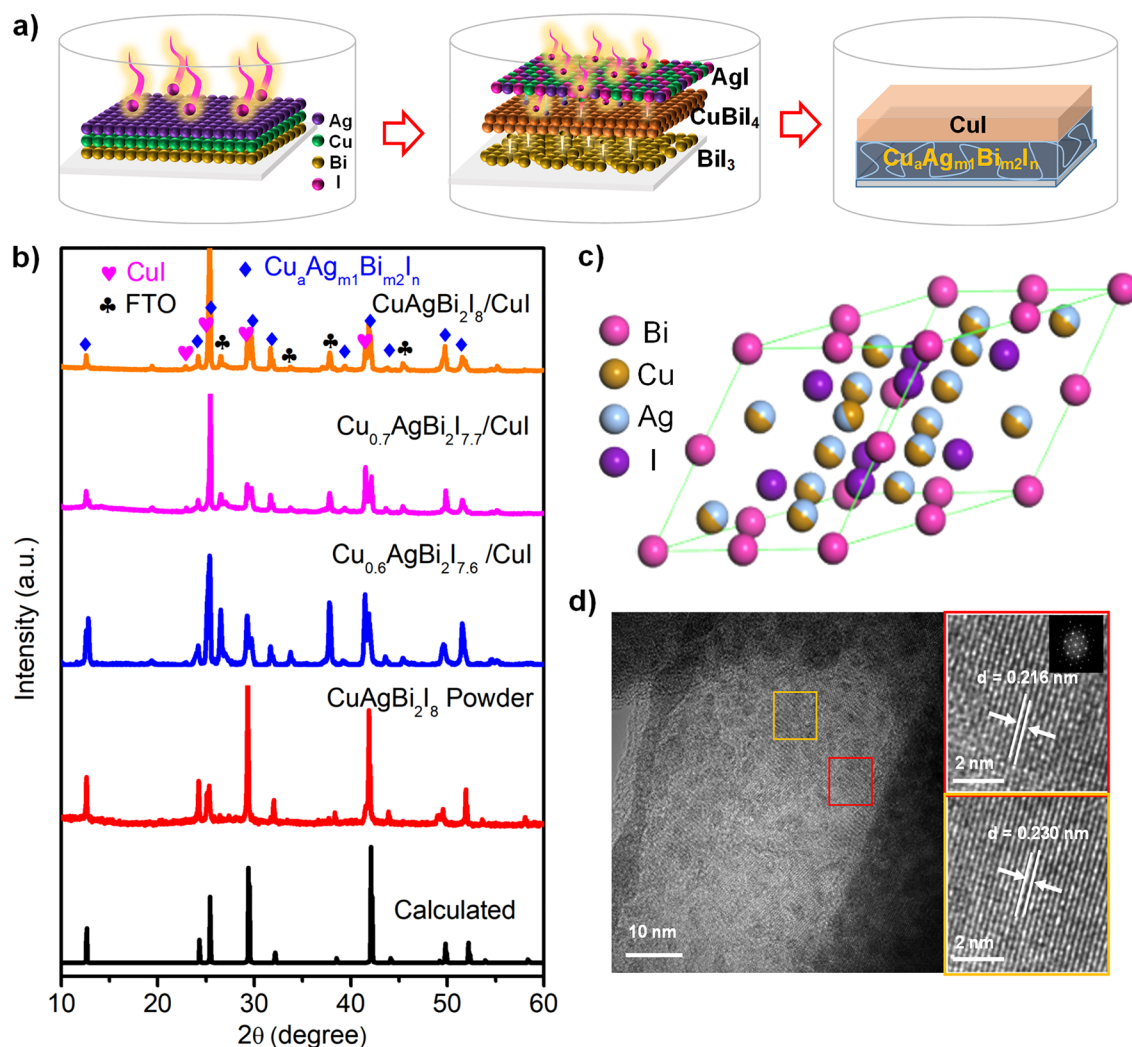 a)
Ag
Cu
Bi
I
AgI
CuBiI₄
BiI₃
CuI
CuₐAgₘ₁Biₘ₂Iₙ
b)
CuI
CuₐAgₘ₁Biₘ₂Iₙ
FTO
CuAgBi₂I₈/CuI
Cu₀.₇AgBi₂I₇.₇/CuI
Cu₀.₆AgBi₂I₇.₆ /CuI
CuAgBi₂I₈ Powder
Calculated
Intensity (a.u.)
10 20 30 40 50 60
2θ (degree)
c)
Bi
Cu
Ag
I
d)
10 nm
d = 0.216 nm
2 nm
d = 0.230 nm
2 nm